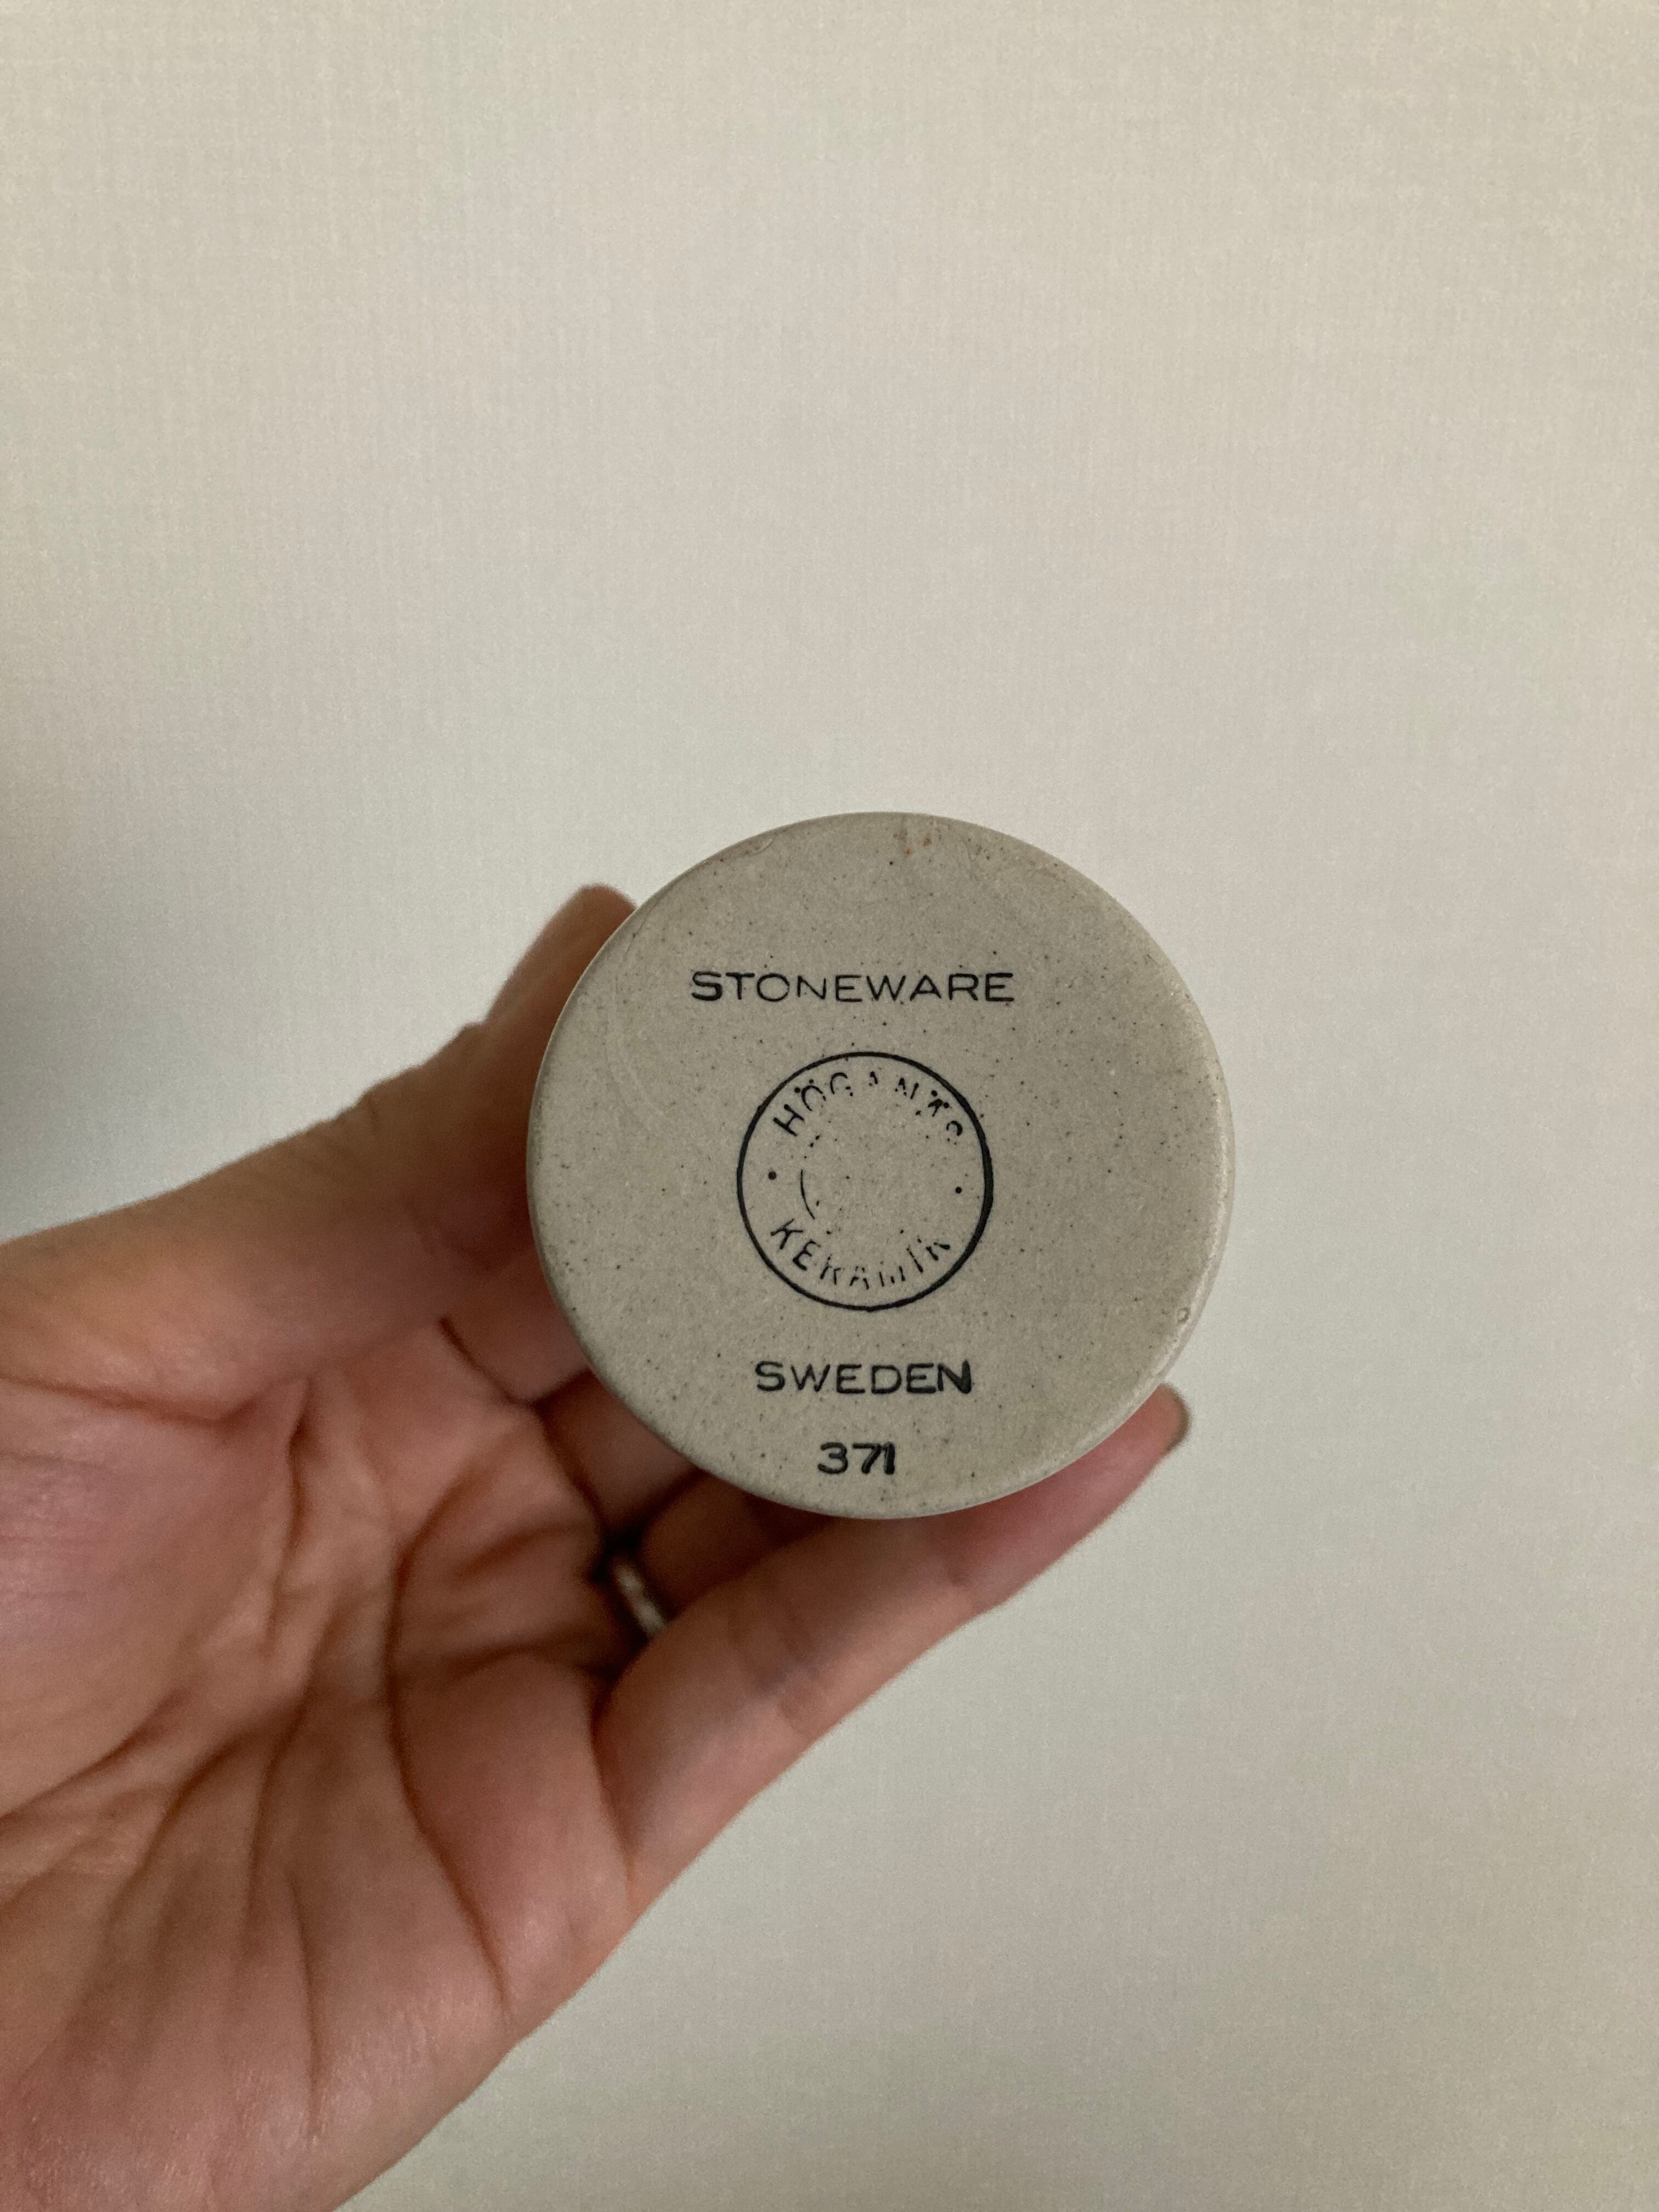 STONEWARE
HÖGANÄS
KERAMIK
SWEDEN
371